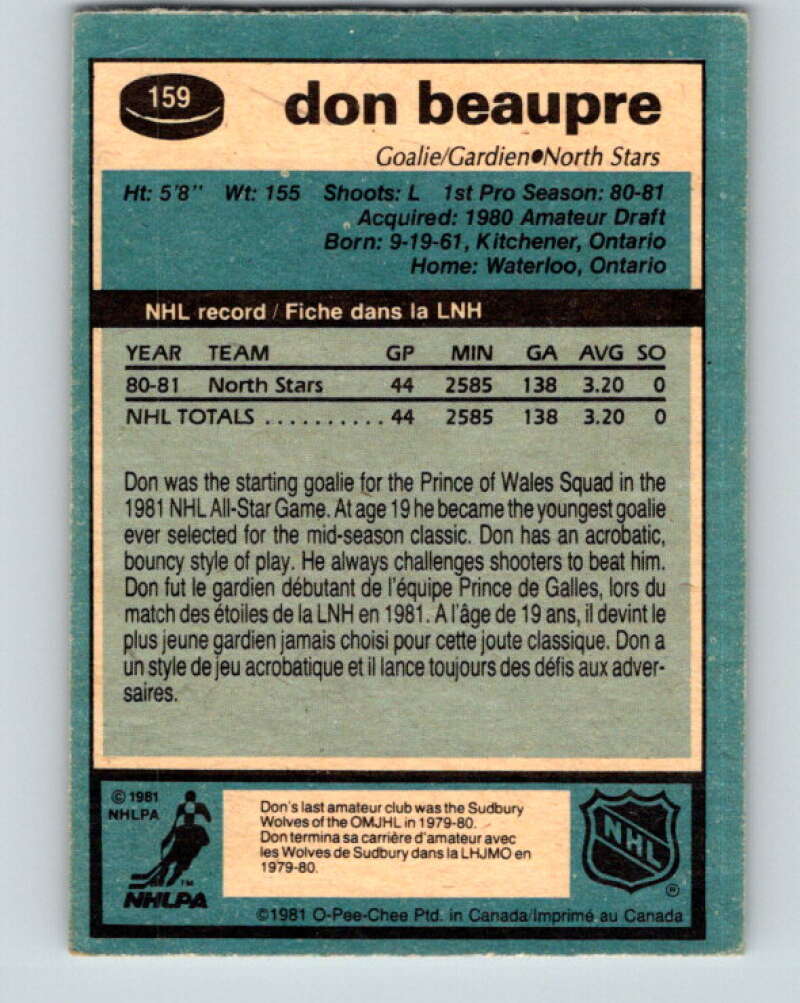 159
don beaupre
Goalie/Gardien●North Stars
Ht: 5'8" Wt: 155 Shoots: L 1st Pro Season: 80-81
Acquired: 1980 Amateur Draft
Born: 9-19-61, Kitchener, Ontario
Home: Waterloo, Ontario
NHL record / Fiche dans la LNH
YEAR TEAM GP MIN GA AVG SO
80-81 North Stars 44 2585 138 3.20 0
NHL TOTALS .......... 44 2585 138 3.20 0
Don was the starting goalie for the Prince of Wales Squad in the
1981 NHL All-Star Game. At age 19 he became the youngest goalie
ever selected for the mid-season classic. Don has an acrobatic,
bouncy style of play. He always challenges shooters to beat him.
Don fut le gardien débutant de l'équipe Prince de Galles, lors du
match des étoiles de la LNH en 1981. A l'âge de 19 ans, il devint le
plus jeune gardien jamais choisi pour cette joute classique. Don a
un style de jeu acrobatique et il lance toujours des défis aux adver-
saires.
© 1981
NHLPA
TM
NHLPA
Don's last amateur club was the Sudbury
Wolves of the OMJHL in 1979-80.
Don termina sa carrière d'amateur avec
les Wolves de Sudbury dans la LHJMO en
1979-80.
NHL
®
©1981 O-Pee-Chee Ptd. in Canada/Imprimé au Canada